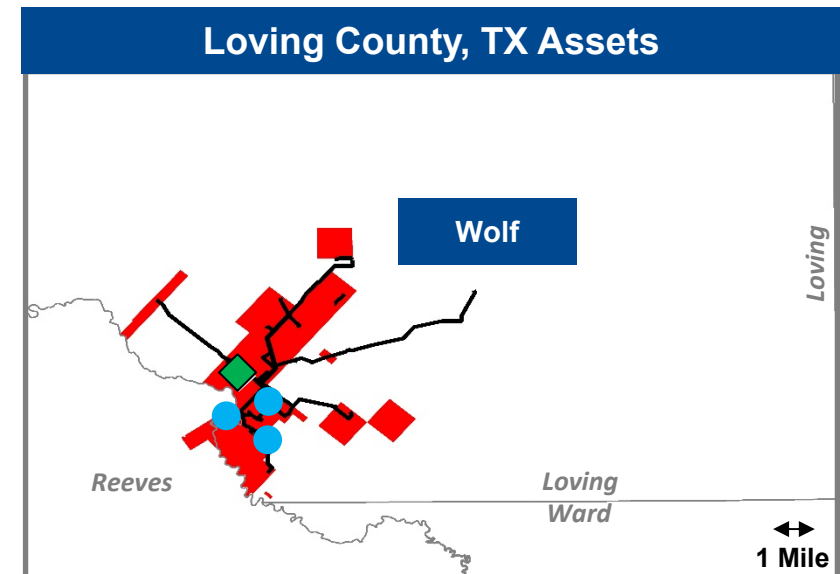 Loving County, TX Assets
Wolf
Loving
Reeves
Loving
Ward
1 Mile